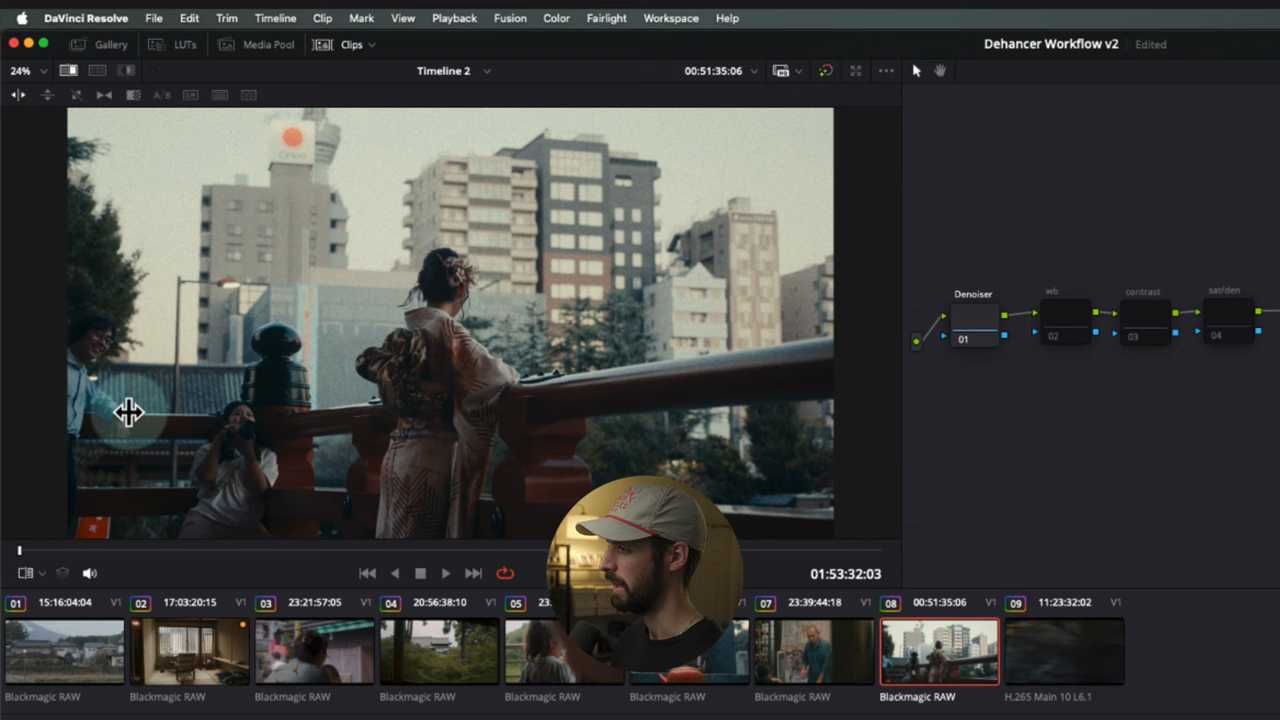 DaVinci Resolve File Edit Trim Timeline Clip Mark View Playback Fusion Color Fairlight Workspace Help
Gallery LUTs Media Pool Clips Dehancer Workflow v2 Edited
24% Timeline 2 00:51:35:06
A/B
Denoiser wb contrast sat/den
01 02 03 04
01:53:32:03
01 15:16:04:04 V1 02 17:03:20:15 V1 03 23:21:57:05 V1 04 20:56:38:10 V1 05 23: V1 07 23:39:44:18 V1 08 00:51:35:06 V1 09 11:23:32:02 V1
Blackmagic RAW Blackmagic RAW Blackmagic RAW Blackmagic RAW Blackmagic RAW Blackmagic RAW Blackmagic RAW Blackmagic RAW H.265 Main 10 L6.1